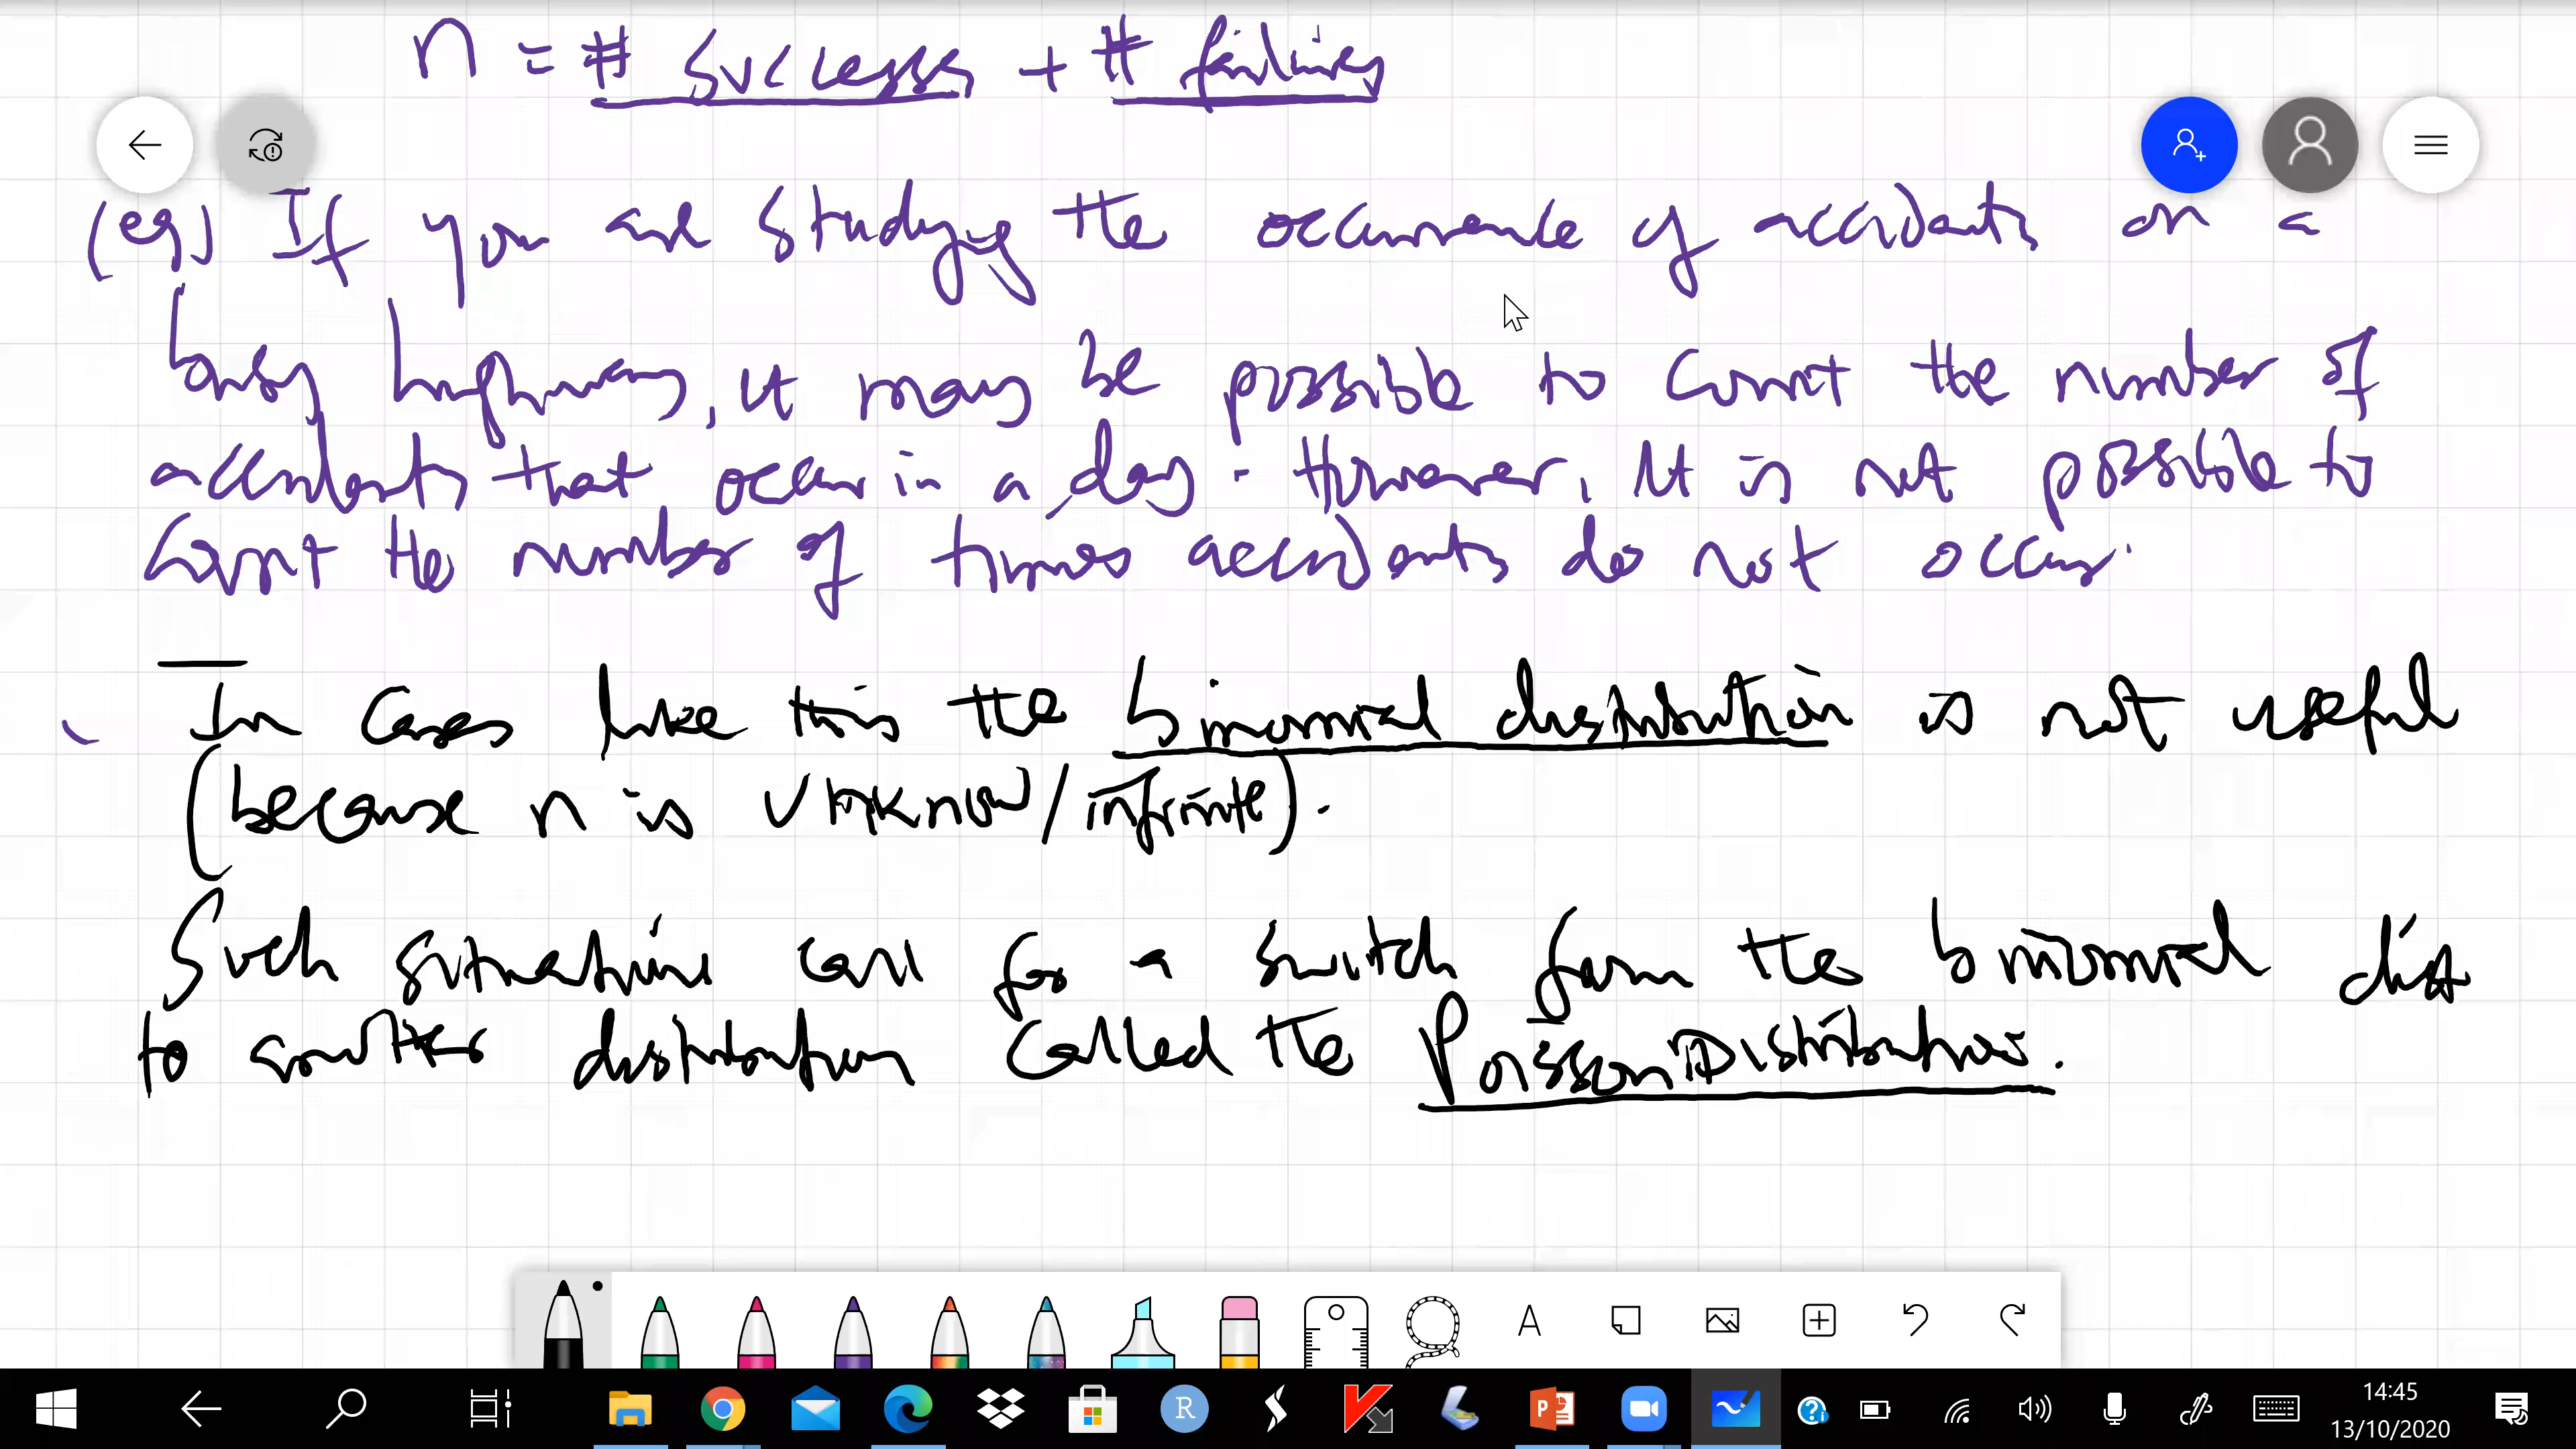 n = # success + # failures
(eg) If you are studying the occurrence of accidents on a
busy highway, it may be possible to count the number of
accidents that occur in a day. However, it is not possible to
count the number of times accidents do not occur.
In cases like this the binomial distribution is not useful
(because n is unknow/infinite).
Such situations call for a switch from the binomial dist
to another distribution called the Poisson Distribution.
A
R
P
14:45
13/10/2020